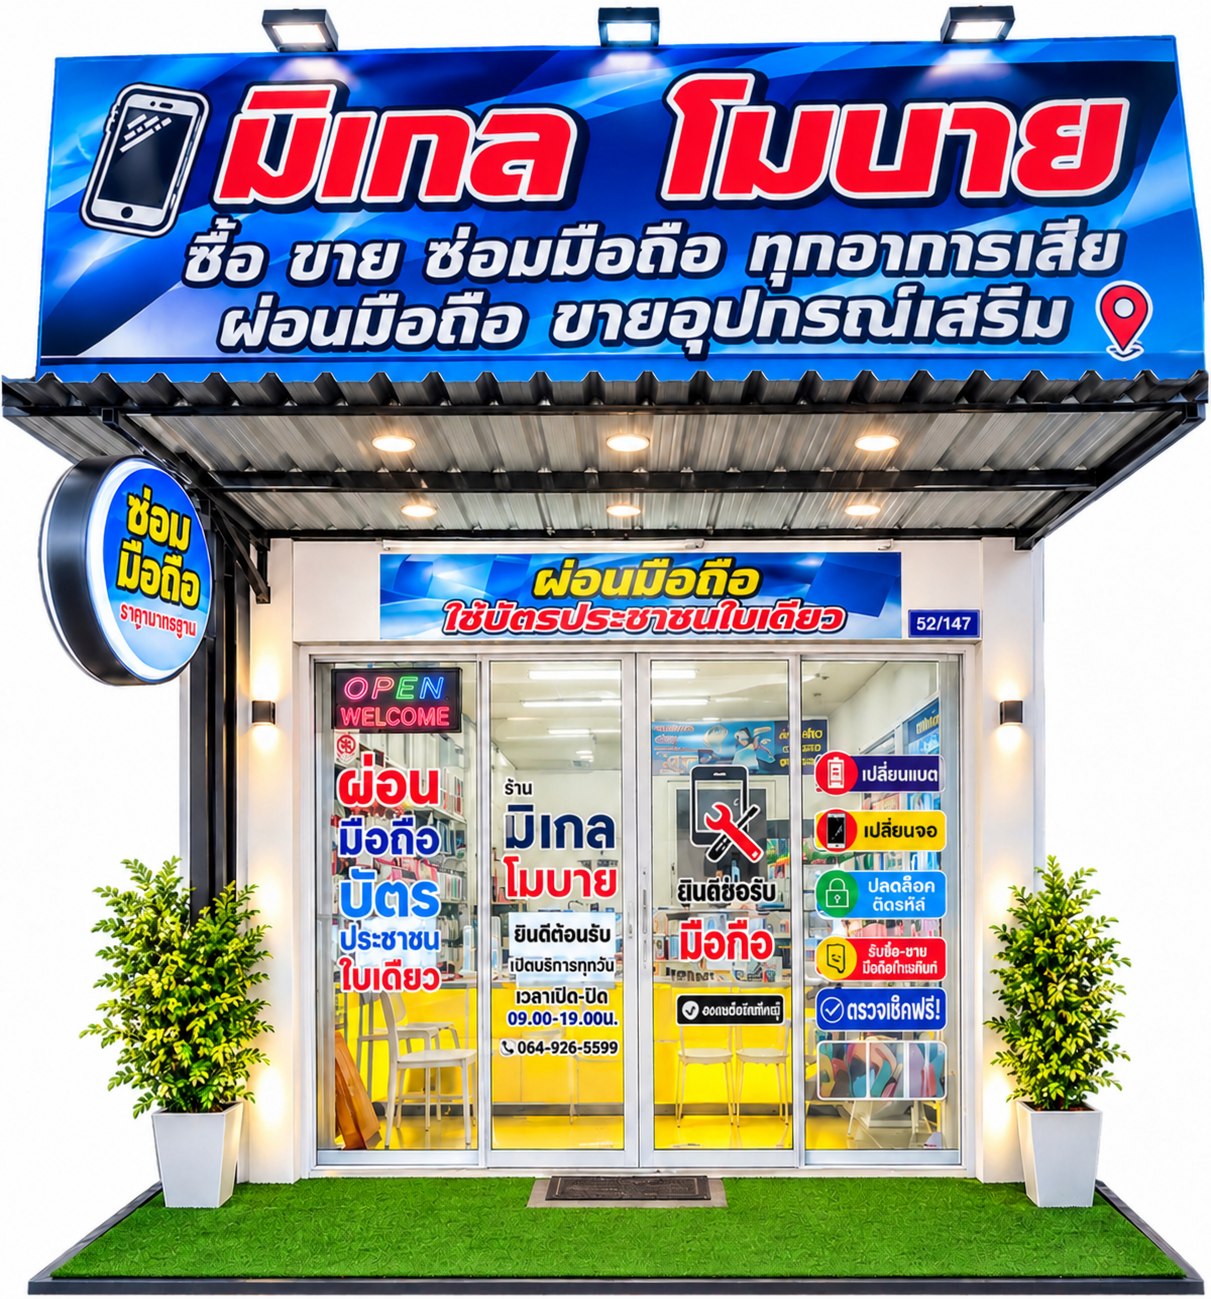 มิเกล โมบาย
ซื้อ ขาย ซ่อมมือถือ ทุกอาการเสีย
ผ่อนมือถือ ขายอุปกรณ์เสริม
ซ่อม
มือถือ
ราคามาตรฐาน
ผ่อนมือถือ
ใช้บัตรประชาชนใบเดียว
52/147
OPEN
WELCOME
ผ่อน
มือถือ
บัตร
ประชาชน
ใบเดียว
ร้าน
มิเกล
โมบาย
ยินดีต้อนรับ
เปิดบริการทุกวัน
เวลาเปิด-ปิด
09.00-19.00น.
064-926-5599
ยินดีช่อรับ
มือกือ
เปลี่ยนแบต
เปลี่ยนจอ
ปลดล็อค
ติดรหัส
รับซื้อ-ขาย
ตรวจเช็คฟรี!